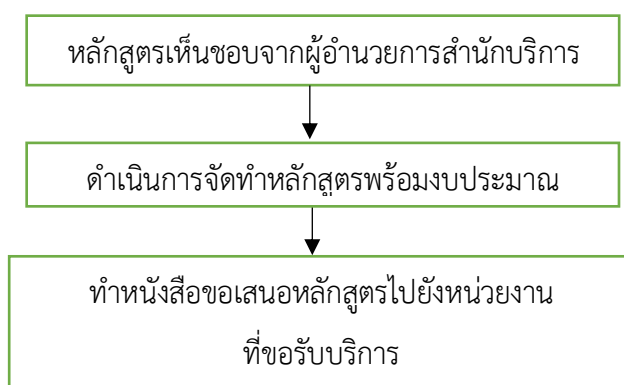 หลักสูตรเห็นชอบจากผู้อำนวยการสำนักบริการ
ดำเนินการจัดทำหลักสูตรพร้อมงบประมาณ
ทำหนังสือขอเสนอหลักสูตรไปยังหน่วยงาน
ที่ขอรับบริการ